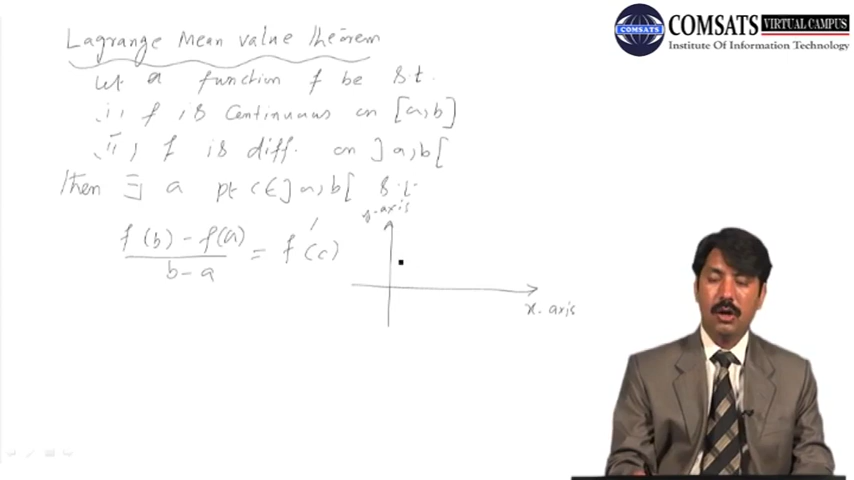 COMSATS VIRTUAL CAMPUS
Institute Of Information Technology
COMSATS
Lagrange Mean value theorem
Let a function f be s.t.
i, f is continuous on [a,b]
ii, f is diff. on ]a,b[
then ∃ a pt c∈]a,b[ s.t.
f(b) - f(a) / b-a = f'(c)
y-axis
x-axis